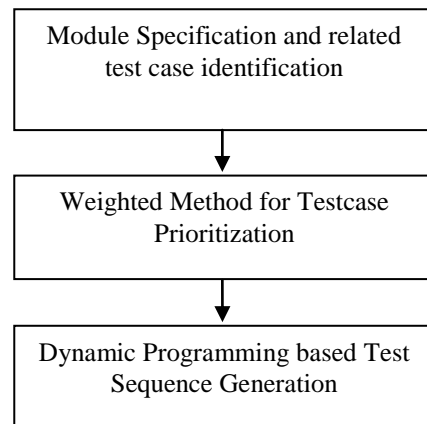 Module Specification and related
test case identification
Weighted Method for Testcase
Prioritization
Dynamic Programming based Test
Sequence Generation